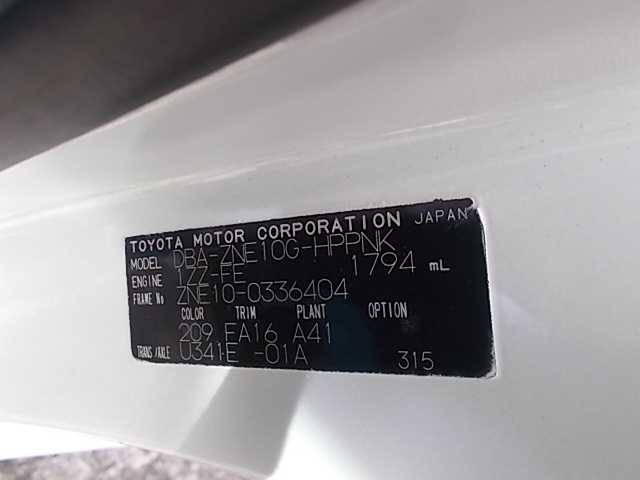 TOYOTA MOTOR CORPORATION JAPAN
MODEL DBA-ZNE10G-HPPNK
ENGINE 1ZZ-FE 1794 mL
FRAME No ZNE10-0336404
COLOR TRIM PLANT OPTION
209 FA16 A41
TRANS/AXLE U341E -01A 315